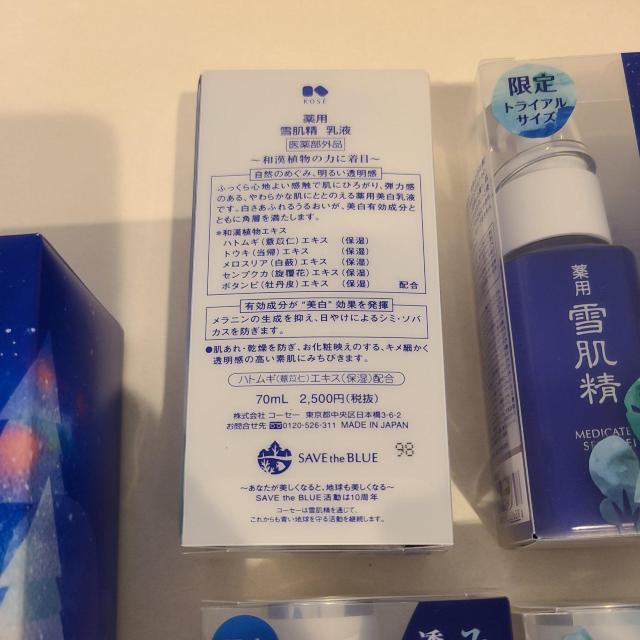 KOSÉ
薬用
雪肌精 乳液
医薬部外品
～和漢植物の力に着目～
自然のめぐみ、明るい透明感
ふっくら心地よい感触で肌にひろがり、弾力感
のある、やわらかな肌にととのえる薬用美白乳液
です。白さあふれるうるおいが、美白有効成分と
ともに角層を満たします。
*和漢植物エキス
ハトムギ(薏苡仁)エキス (保湿)
トウキ(当帰)エキス (保湿)
メロスリア(白蘞)エキス (保湿)
センプクカ(旋覆花)エキス (保湿)
ボタンピ(牡丹皮)エキス (保湿) 配合
有効成分が“美白”効果を発揮
メラニンの生成を抑え、日やけによるシミ・ソバ
カスを防ぎます。
●肌あれ・乾燥を防ぎ、お化粧映えのする、キメ細かく
透明感の高い素肌にみちびきます。
ハトムギ(薏苡仁)エキス(保湿)配合
70mL 2,500円(税抜)
株式会社 コーセー 東京都中央区日本橋3-6-2
お問合せ先 0120-526-311 MADE IN JAPAN
SAVE the BLUE
98
～あなたが美しくなると、地球も美しくなる～
SAVE the BLUE活動は10周年
コーセーは雪肌精を通じて、
これからも青い地球を守る活動を継続します。
限定
トライアル
サイズ
薬用
雪肌精
MEDICATE
透